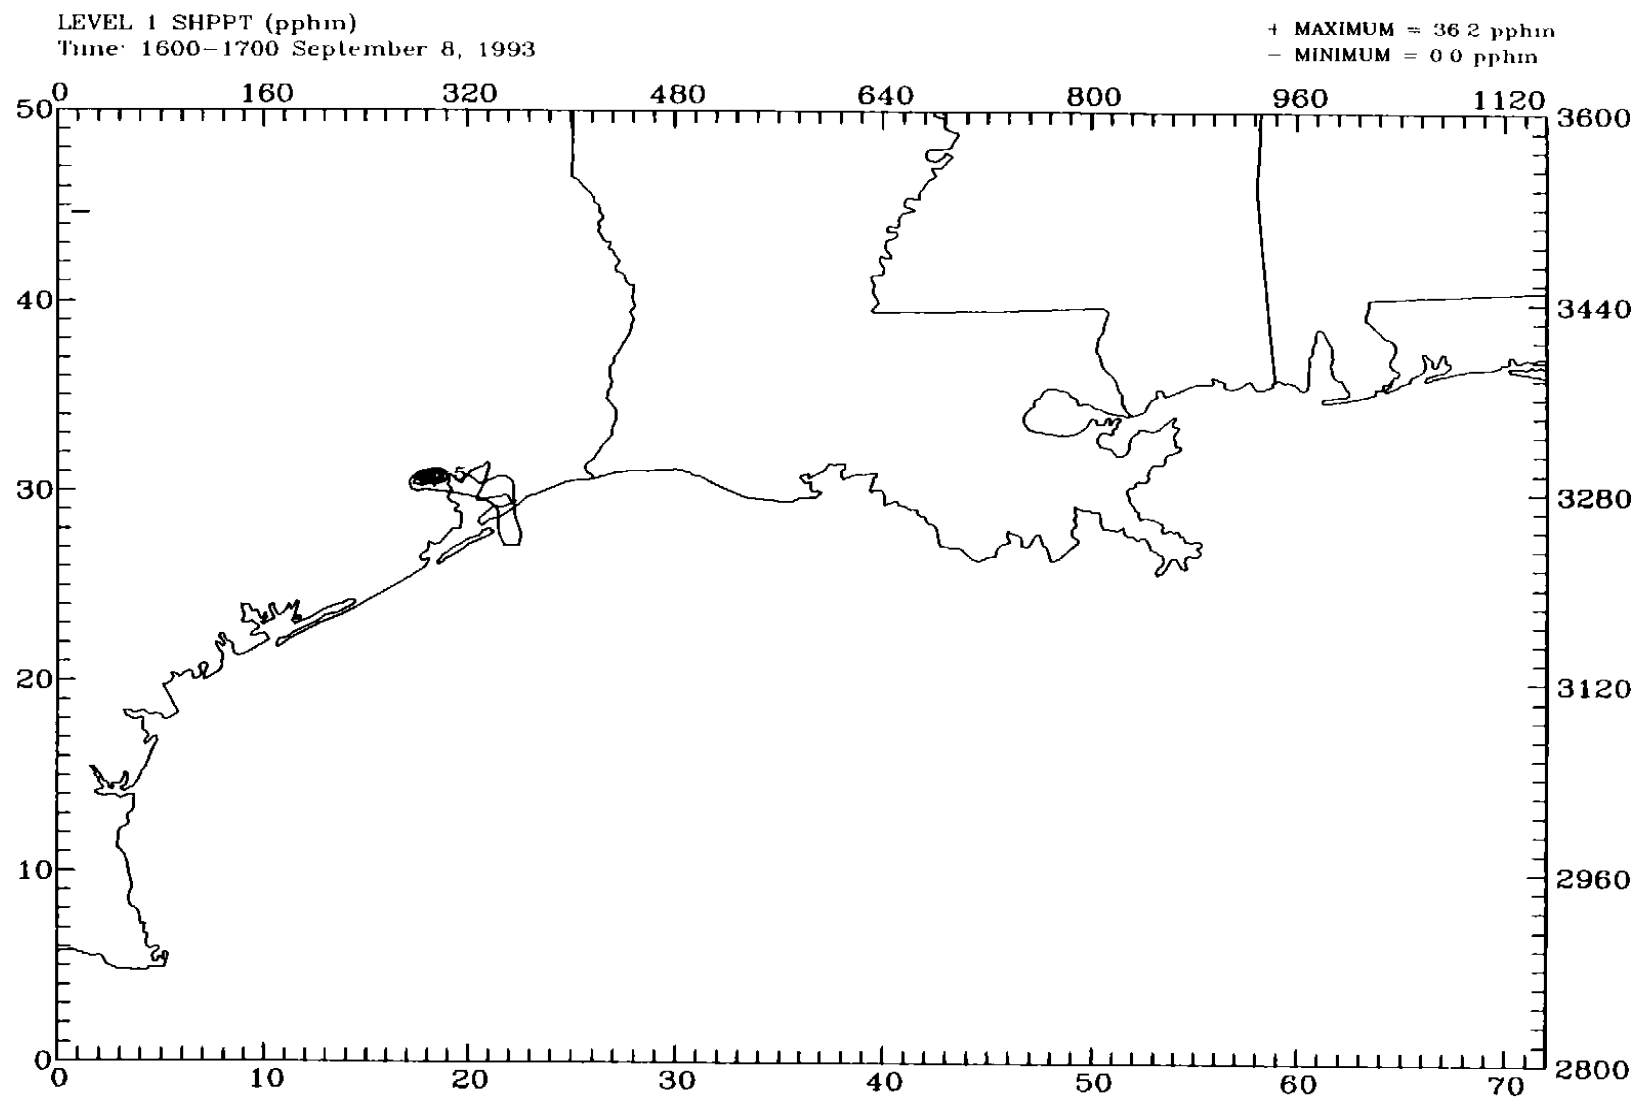 LEVEL 1 SHPPT (pphm)
Time: 1600-1700 September 8, 1993
+ MAXIMUM = 36.2 pphm
- MINIMUM = 0.0 pphm
0 160 320 480 640 800 960 1120
50 3600
40 3440
30 3280
5
20 3120
10 2960
0 2800
0 10 20 30 40 50 60 70